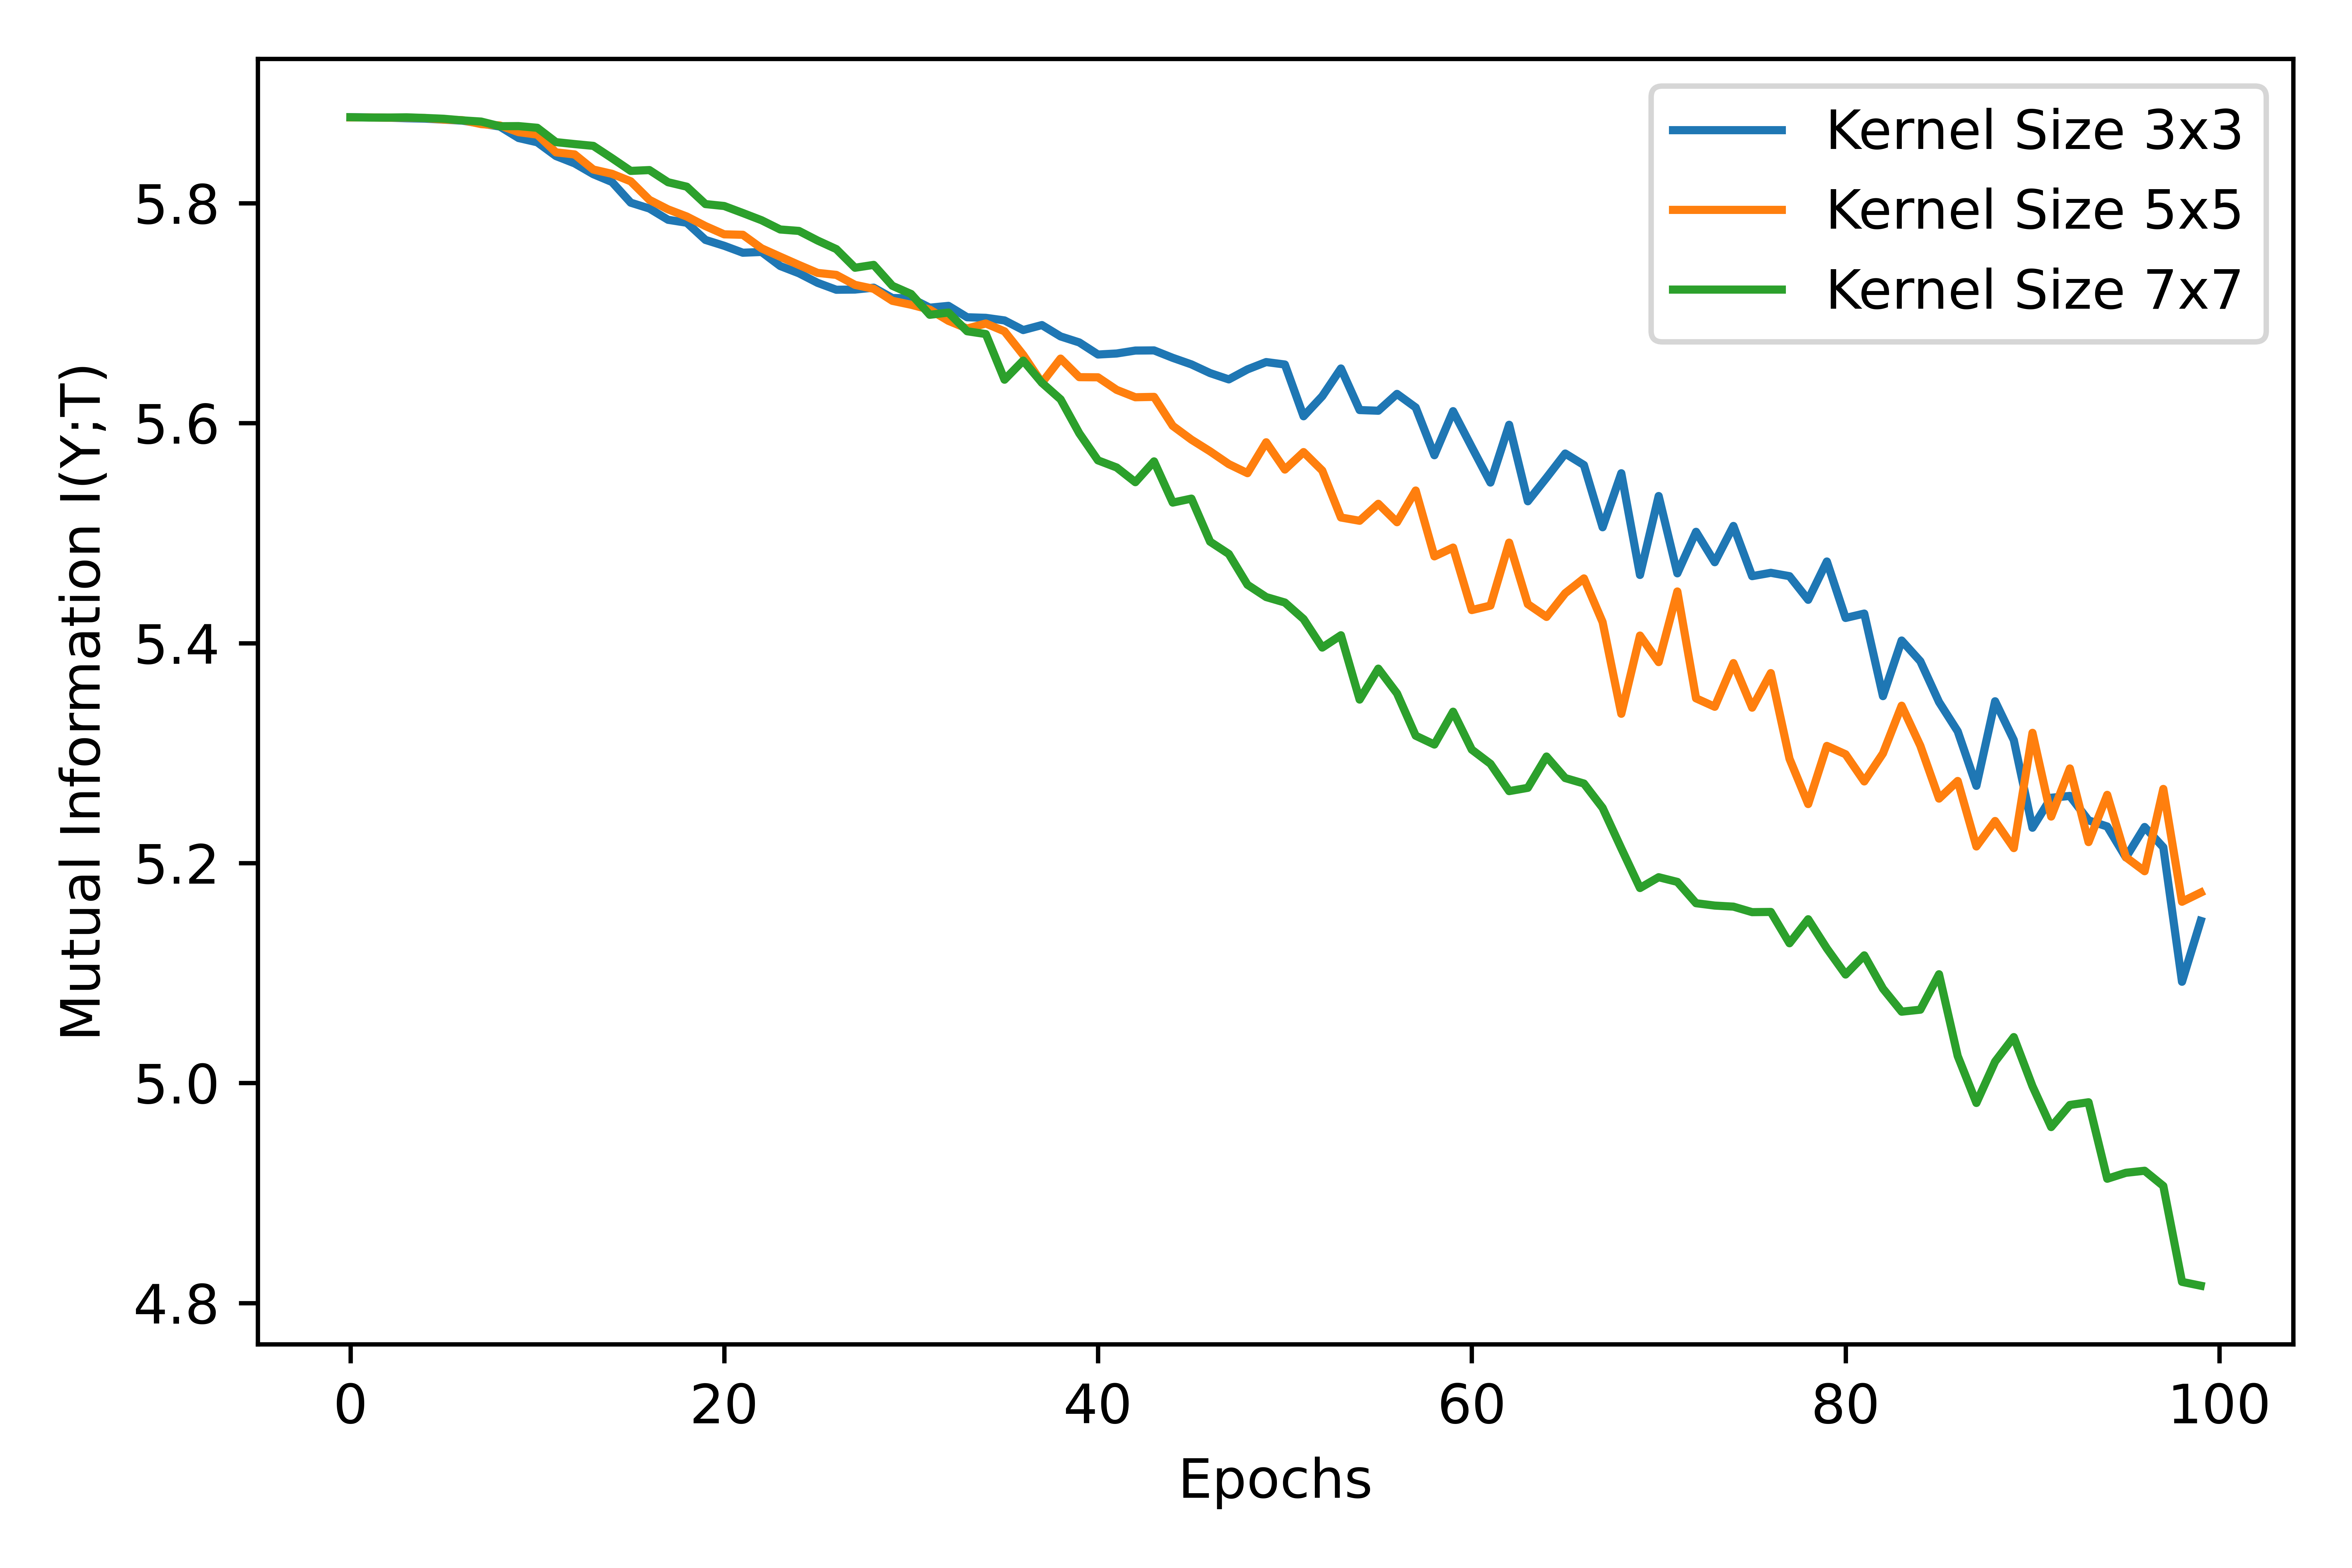 Kernel Size 3x3
Kernel Size 5x5
Kernel Size 7x7
Mutual Information I(Y;T)
5.8
5.6
5.4
5.2
5.0
4.8
0 20 40 60 80 100
Epochs